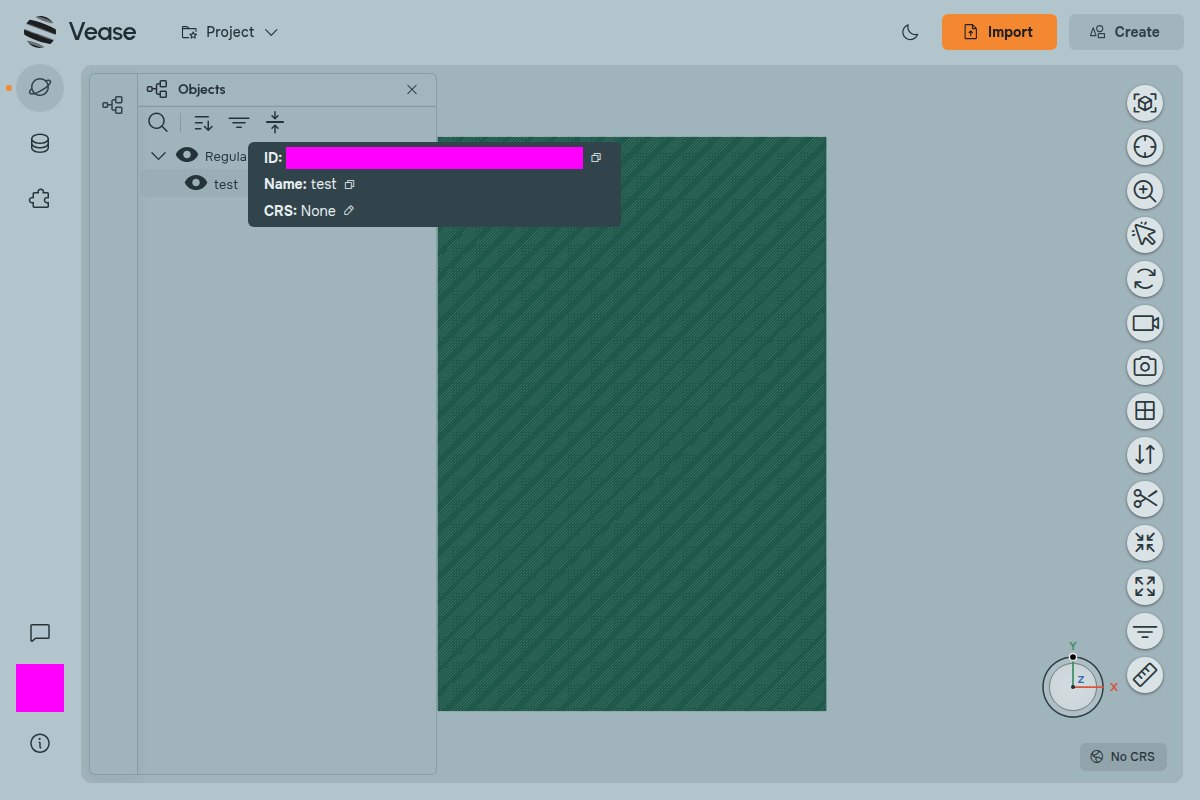 Vease
Project
Import
Create
Objects
Regula
test
ID:
Name: test
CRS: None
Y
Z
X
No CRS